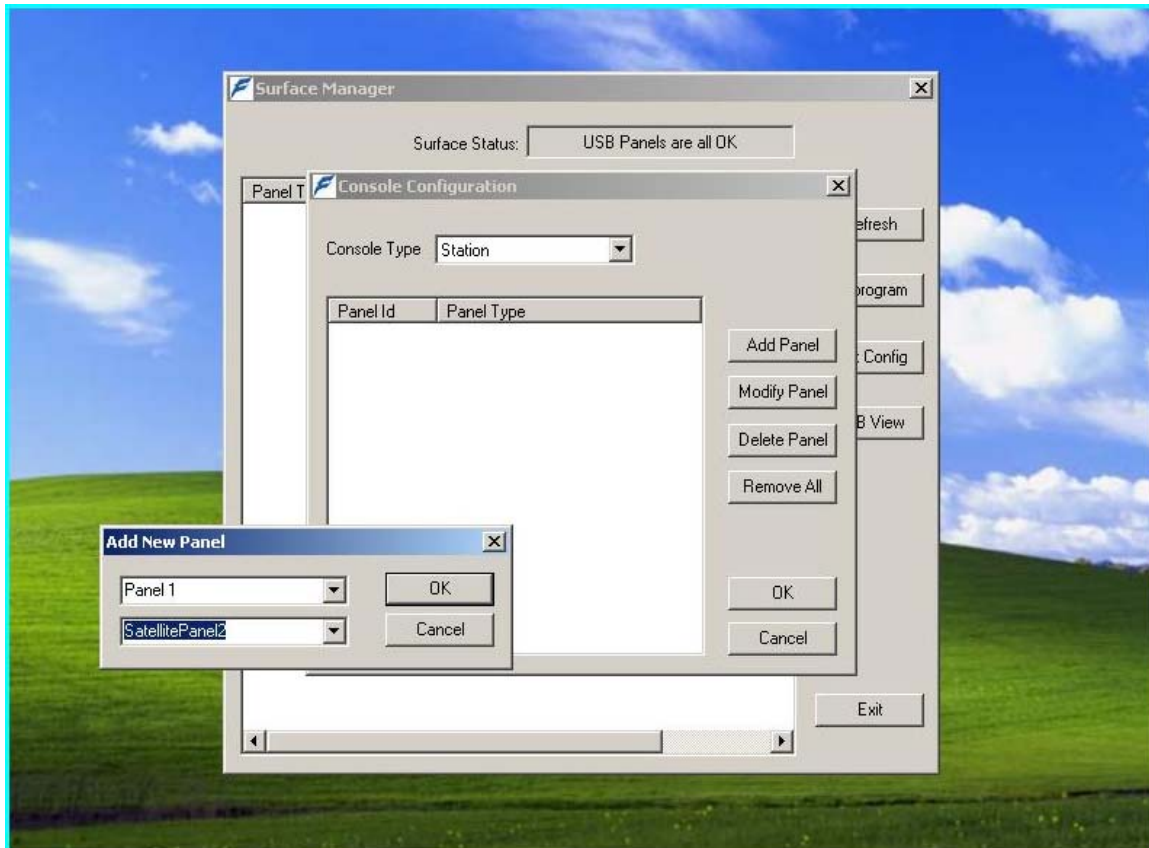 Surface Manager
Surface Status: USB Panels are all OK
Panel T
Console Configuration
Console Type Station
Panel Id Panel Type
efresh
program
Config
B View
Add Panel
Modify Panel
Delete Panel
Remove All
OK
Cancel
Add New Panel
Panel 1
OK
SatellitePanel2
Cancel
Exit